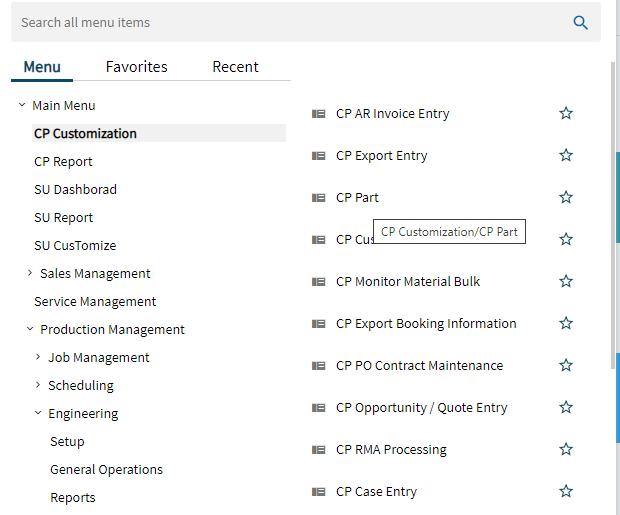 Search all menu items
Menu
Favorites
Recent
Main Menu
CP Customization
CP Report
SU Dashborad
SU Report
SU CusTomize
Sales Management
Service Management
Production Management
Job Management
Scheduling
Engineering
Setup
General Operations
Reports
CP AR Invoice Entry
CP Export Entry
CP Part
CP Customization/CP Part
CP Cus
CP Monitor Material Bulk
CP Export Booking Information
CP PO Contract Maintenance
CP Opportunity / Quote Entry
CP RMA Processing
CP Case Entry